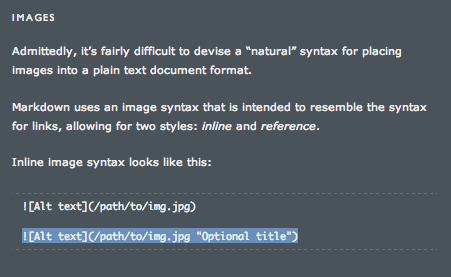 IMAGES
Admittedly, it’s fairly difficult to devise a “natural” syntax for placing
images into a plain text document format.
Markdown uses an image syntax that is intended to resemble the syntax
for links, allowing for two styles: inline and reference.
Inline image syntax looks like this:
![Alt text](/path/to/img.jpg)
![Alt text](/path/to/img.jpg "Optional title")